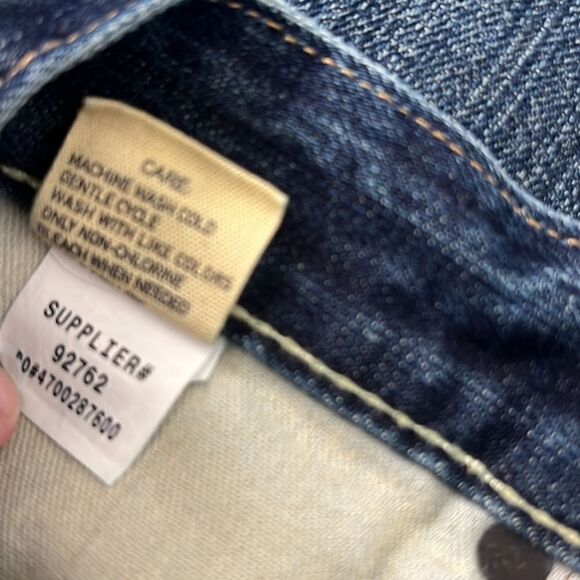 CARE:
MACHINE WASH COLD
GENTLE CYCLE
WASH WITH LIKE COLORS
ONLY NON-CHLORINE
BLEACH WHEN NEEDED
SUPPLIER#
92762
PO#4700287600